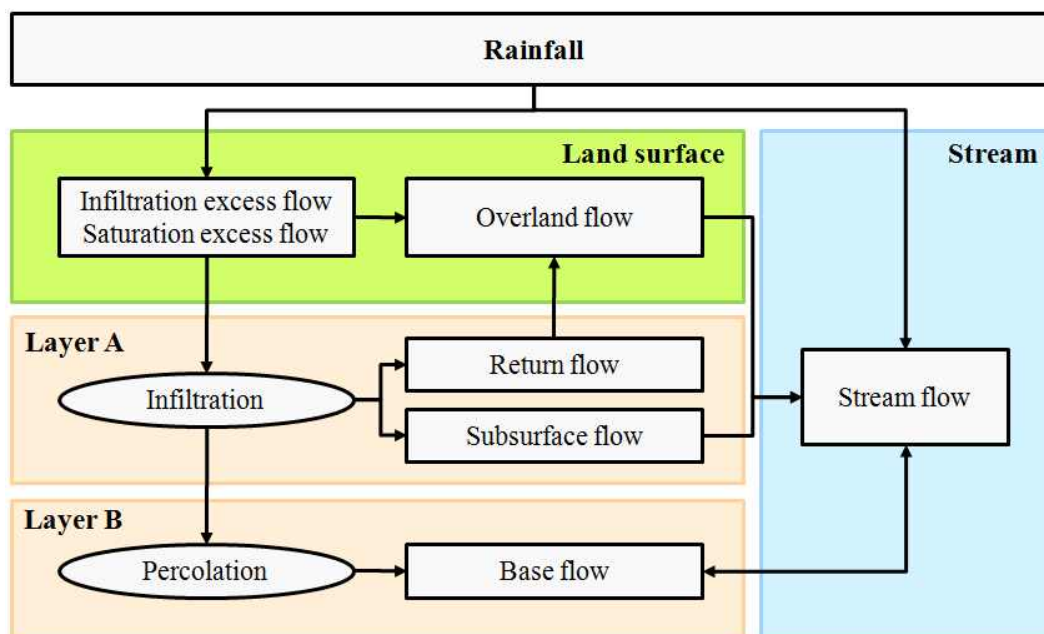 Rainfall
Land surface
Stream
Infiltration excess flow
Saturation excess flow
Overland flow
Layer A
Return flow
Infiltration
Subsurface flow
Stream flow
Layer B
Percolation
Base flow